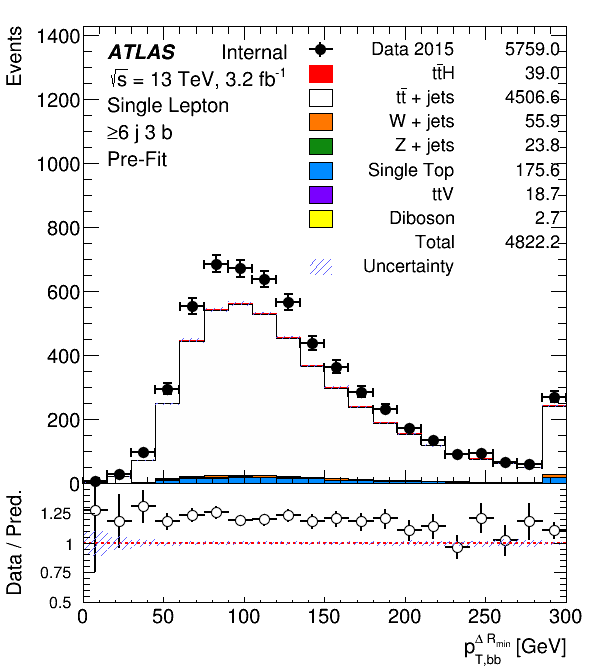 Events
1400
1200
1000
800
600
400
200
0
ATLAS Internal
√s = 13 TeV, 3.2 fb⁻¹
Single Lepton
≥6 j 3 b
Pre-Fit
Data 2015 5759.0
tt̄H 39.0
tt̄ + jets 4506.6
W + jets 55.9
Z + jets 23.8
Single Top 175.6
ttV 18.7
Diboson 2.7
Total 4822.2
Uncertainty
Data / Pred.
1.25
1
0.75
0.5
0 50 100 150 200 250 300
p_{T,bb}^{Δ R_{min}} [GeV]